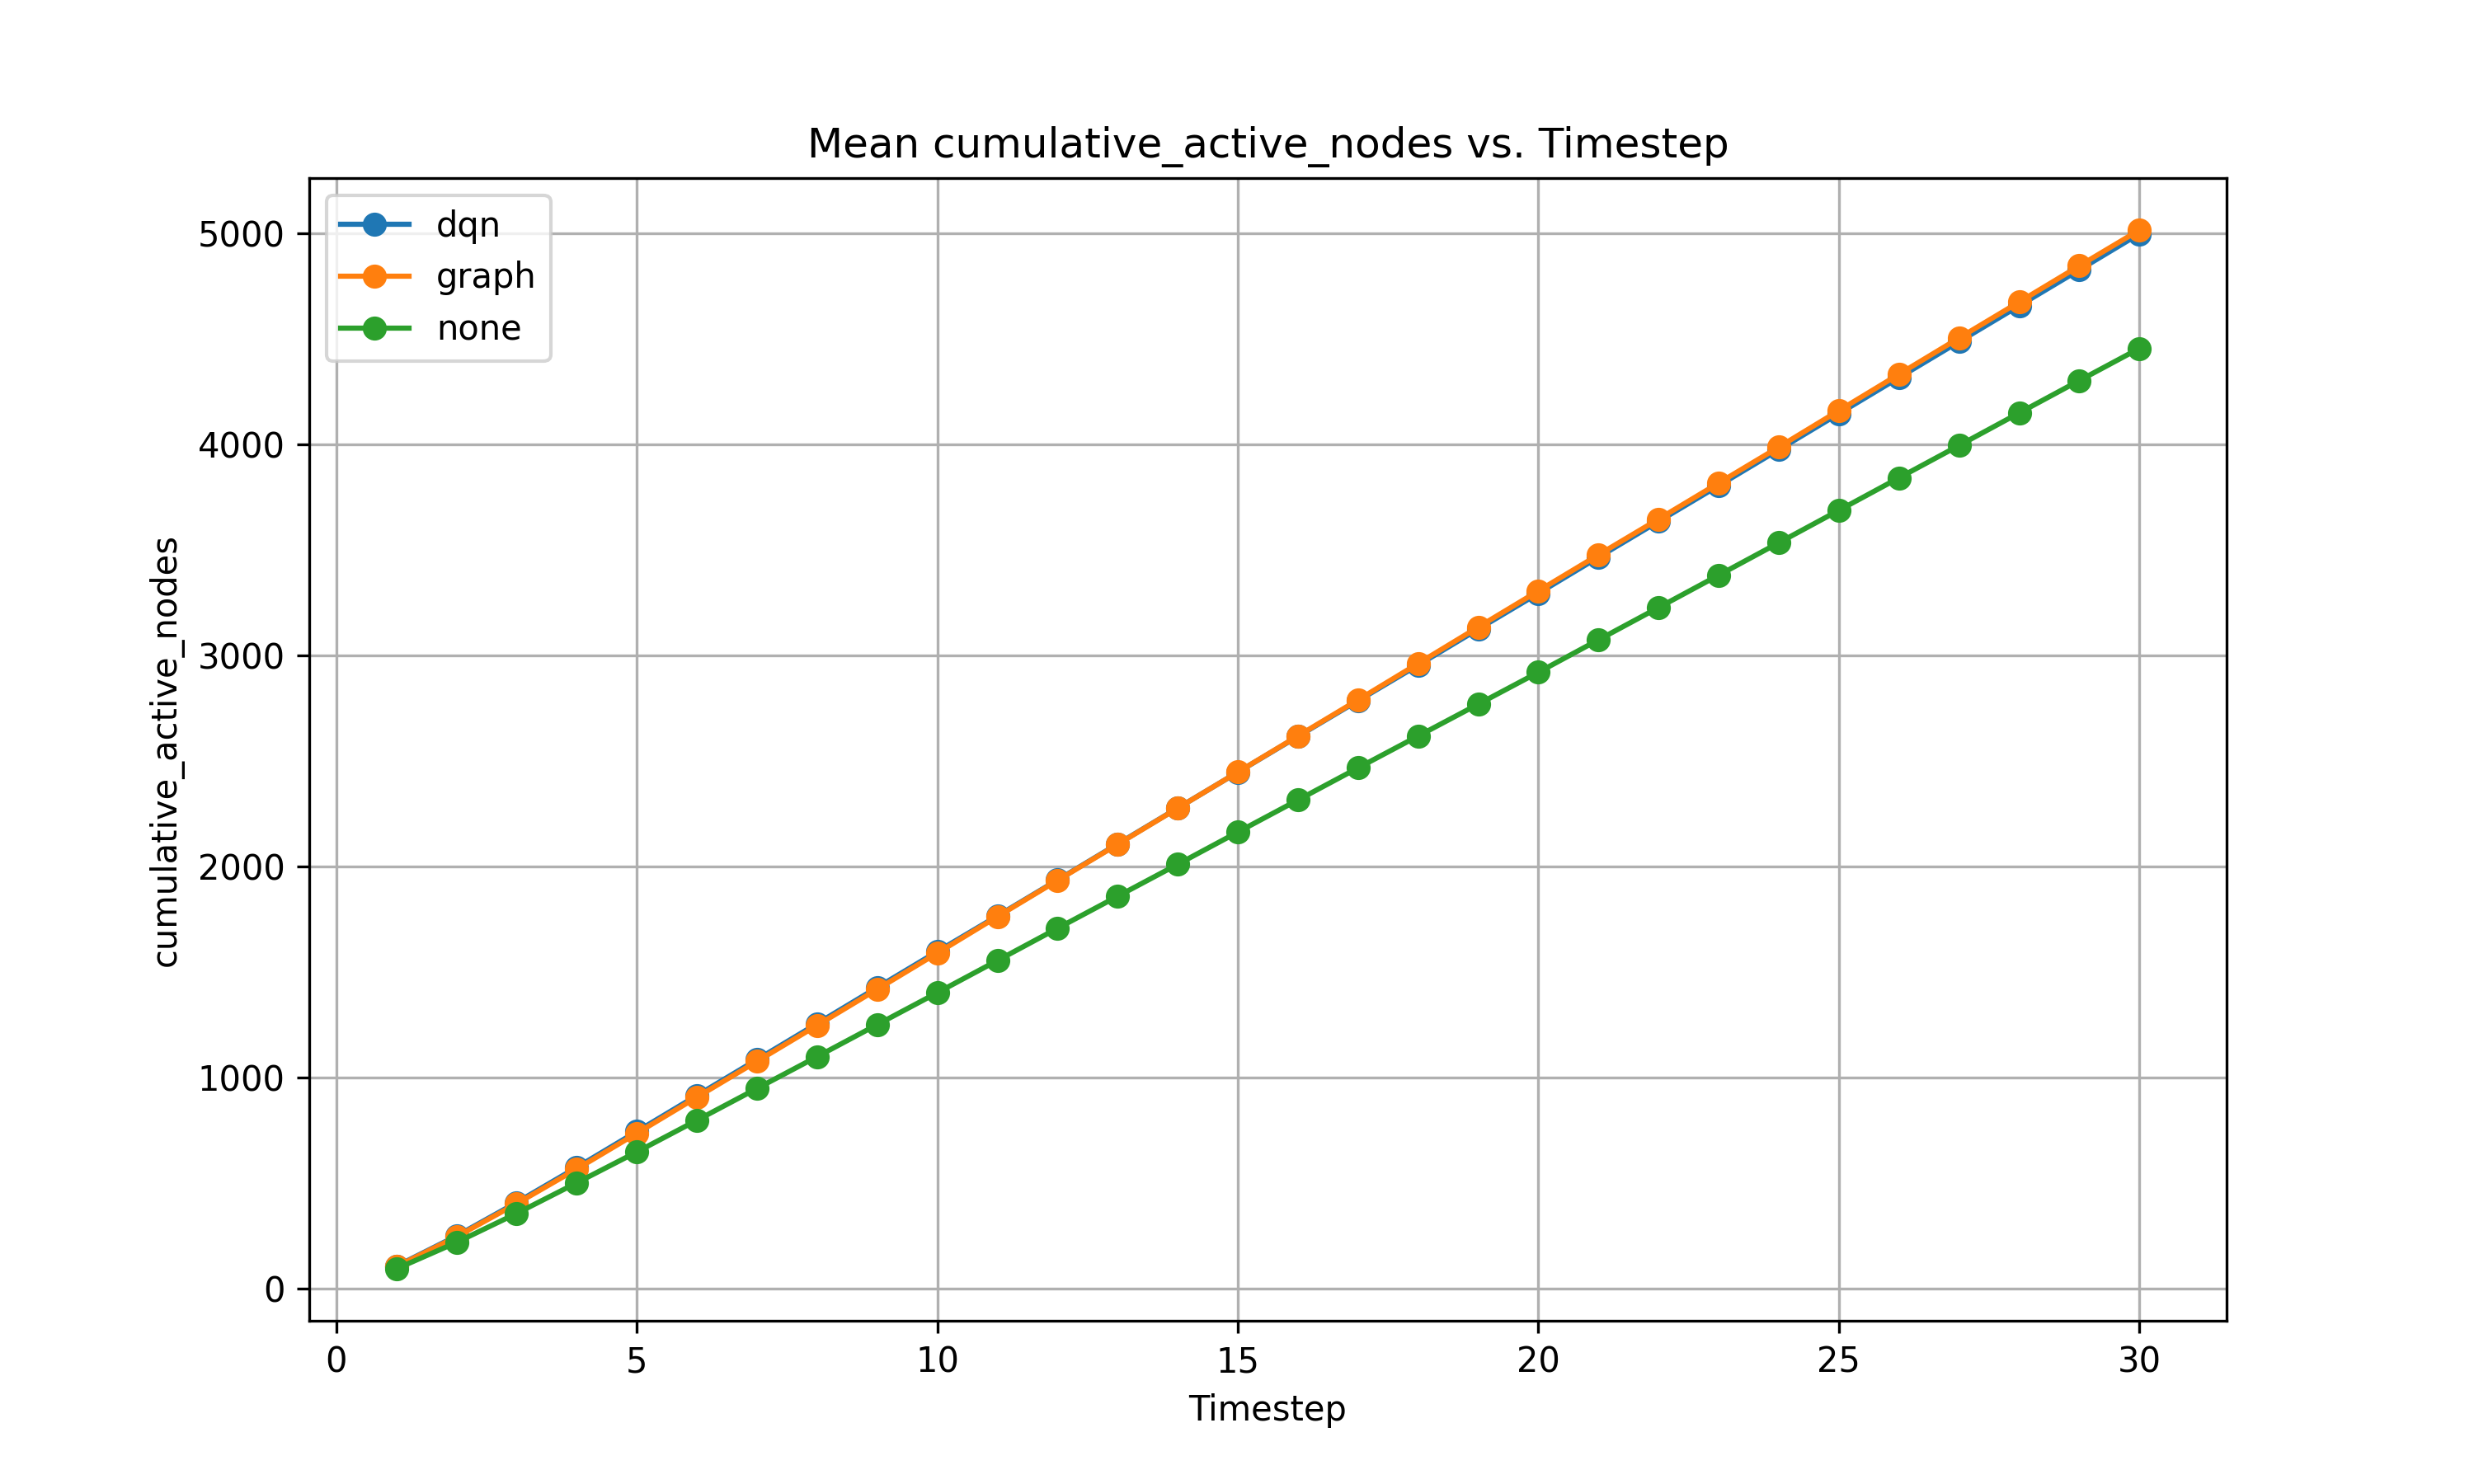 Mean cumulative_active_nodes vs. Timestep
dqn
graph
none
cumulative_active_nodes
5000
4000
3000
2000
1000
0
0 5 10 15 20 25 30
Timestep